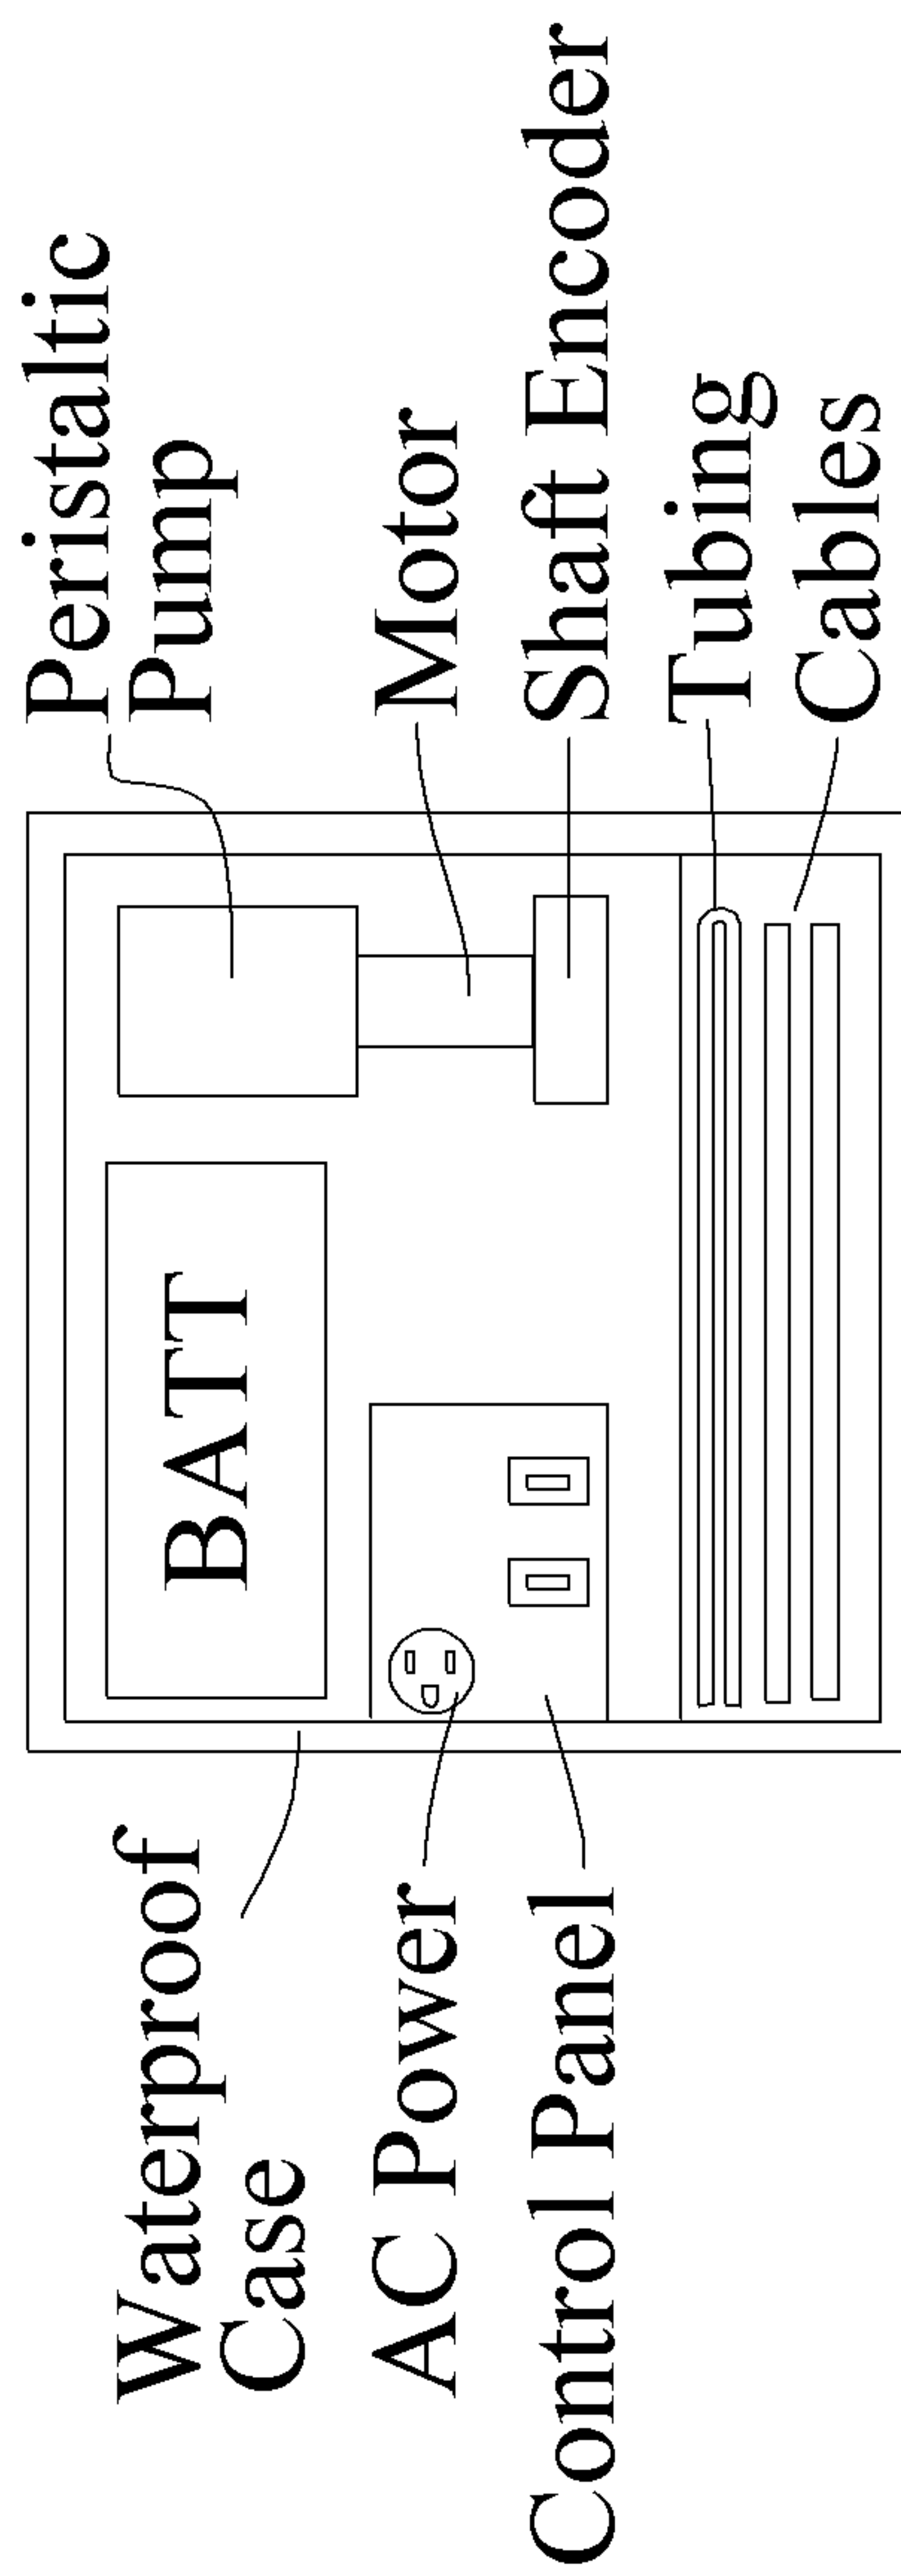 Waterproof
Case
AC Power
Control Panel
BATT
Peristaltic
Pump
Motor
Shaft Encoder
Tubing
Cables